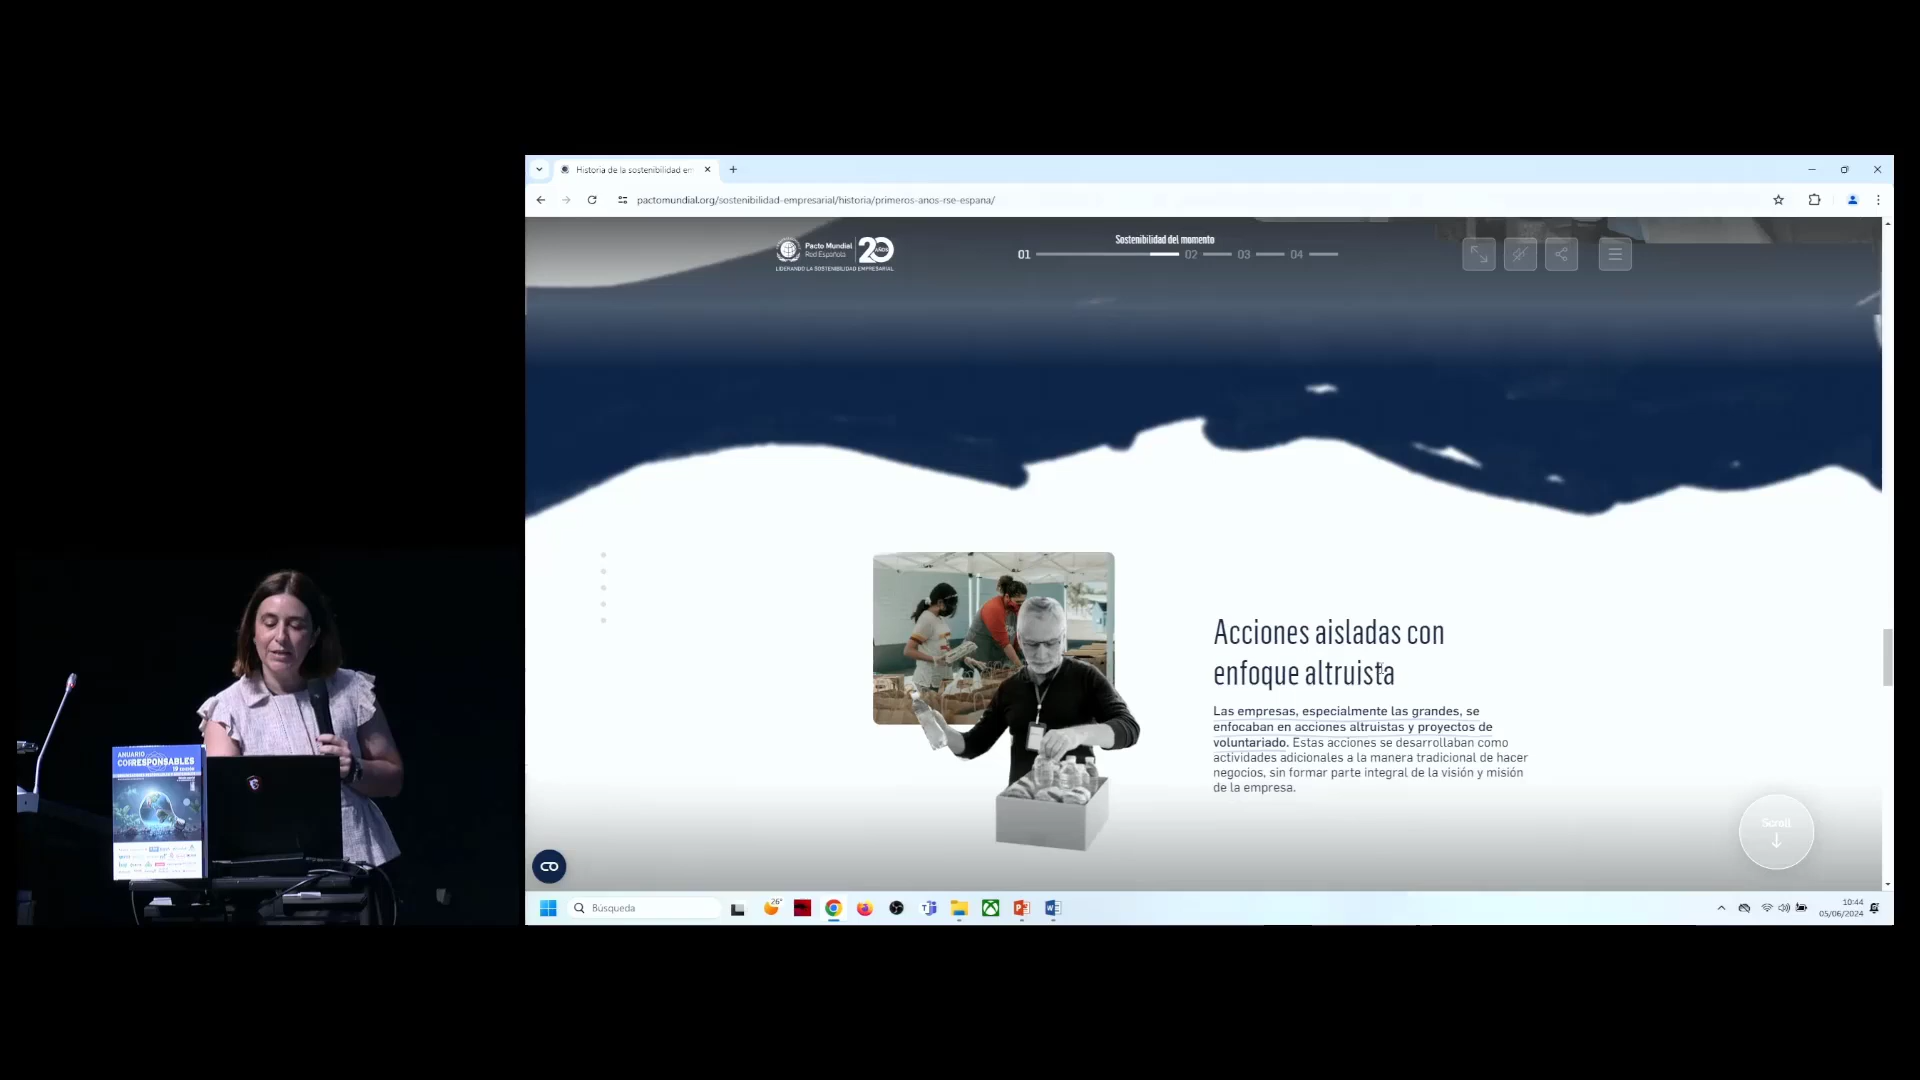 Historia de la sostenibilidad em
pactomundial.org/sostenibilidad-empresarial/historia/primeros-anos-rse-espana/
Pacto Mundial
Red Española
20
AÑOS
LIDERANDO LA SOSTENIBILIDAD EMPRESARIAL
Sostenibilidad del momento
01 02 03 04
Acciones aisladas con
enfoque altruista
Las empresas, especialmente las grandes, se
enfocaban en acciones altruistas y proyectos de
voluntariado. Estas acciones se desarrollaban como
actividades adicionales a la manera tradicional de hacer
negocios, sin formar parte integral de la visión y misión
de la empresa.
Scroll
ANUARIO
CORRESPONSABLES
Búsqueda
26°
10:44
05/06/2024